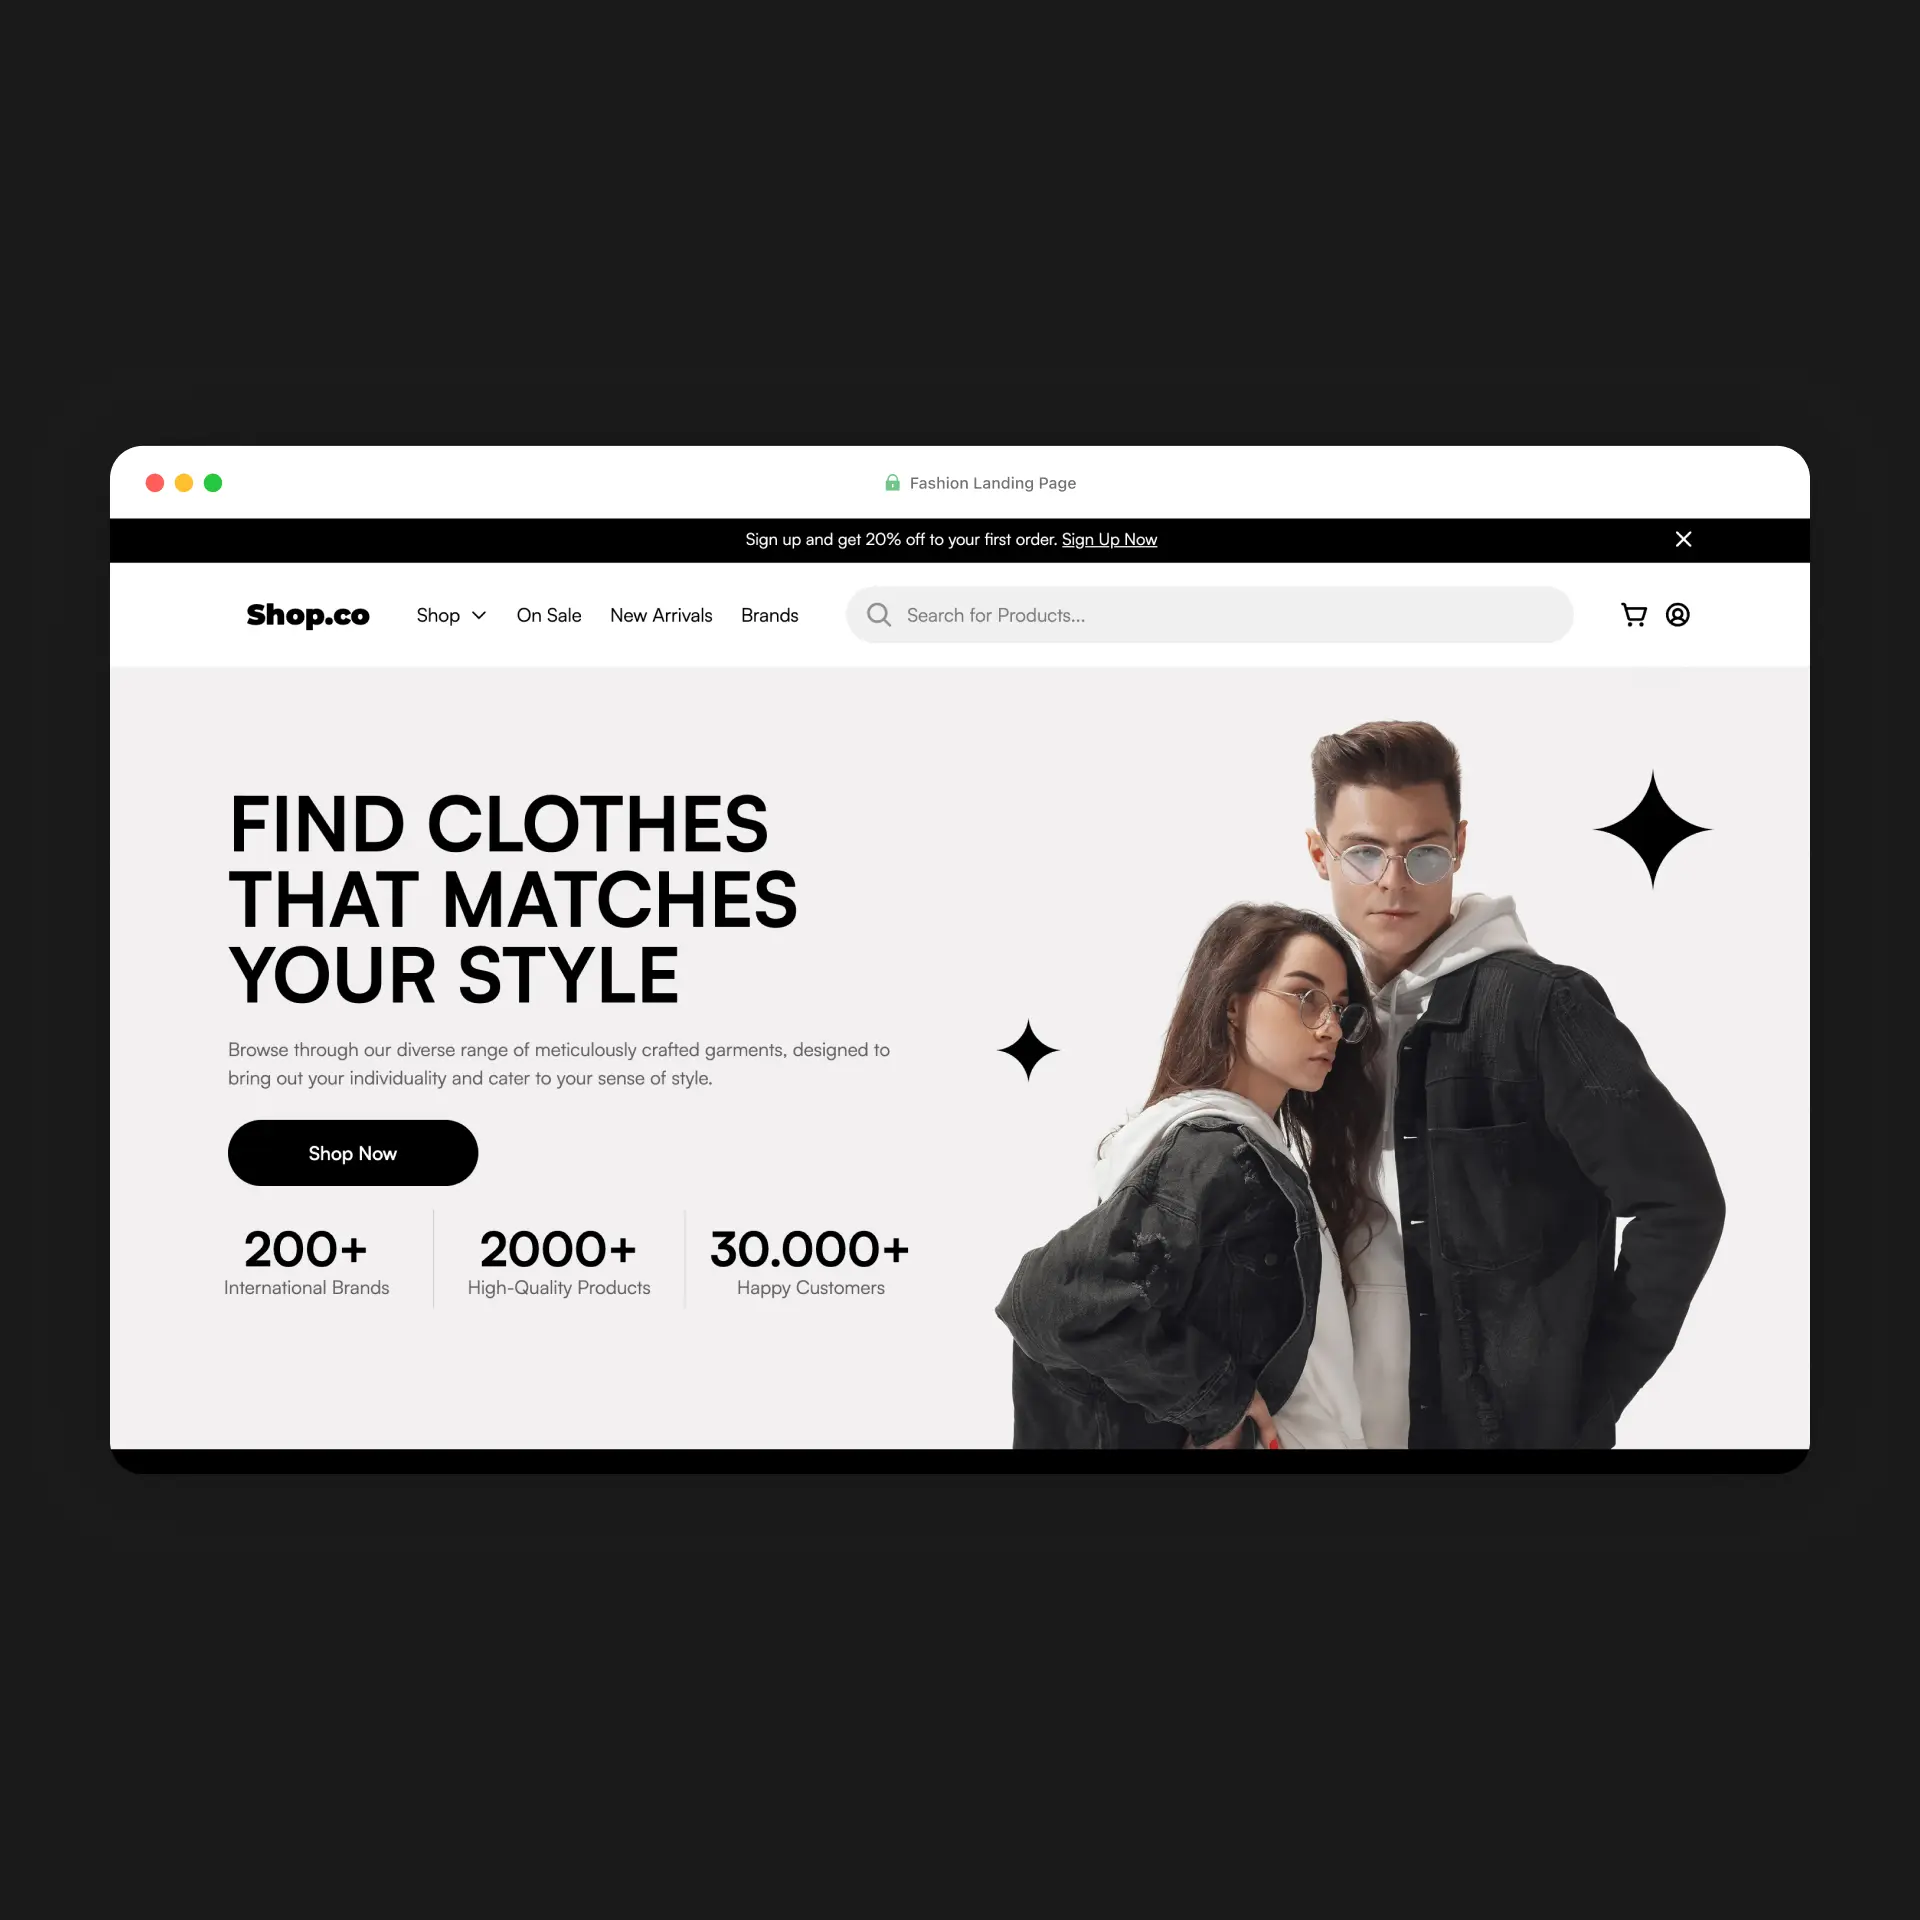 Fashion Landing Page
Sign up and get 20% off to your first order. Sign Up Now
Shop.co
Shop
On Sale
New Arrivals
Brands
Search for Products...
FIND CLOTHES
THAT MATCHES
YOUR STYLE
Browse through our diverse range of meticulously crafted garments, designed to
bring out your individuality and cater to your sense of style.
Shop Now
200+
International Brands
2000+
High-Quality Products
30.000+
Happy Customers